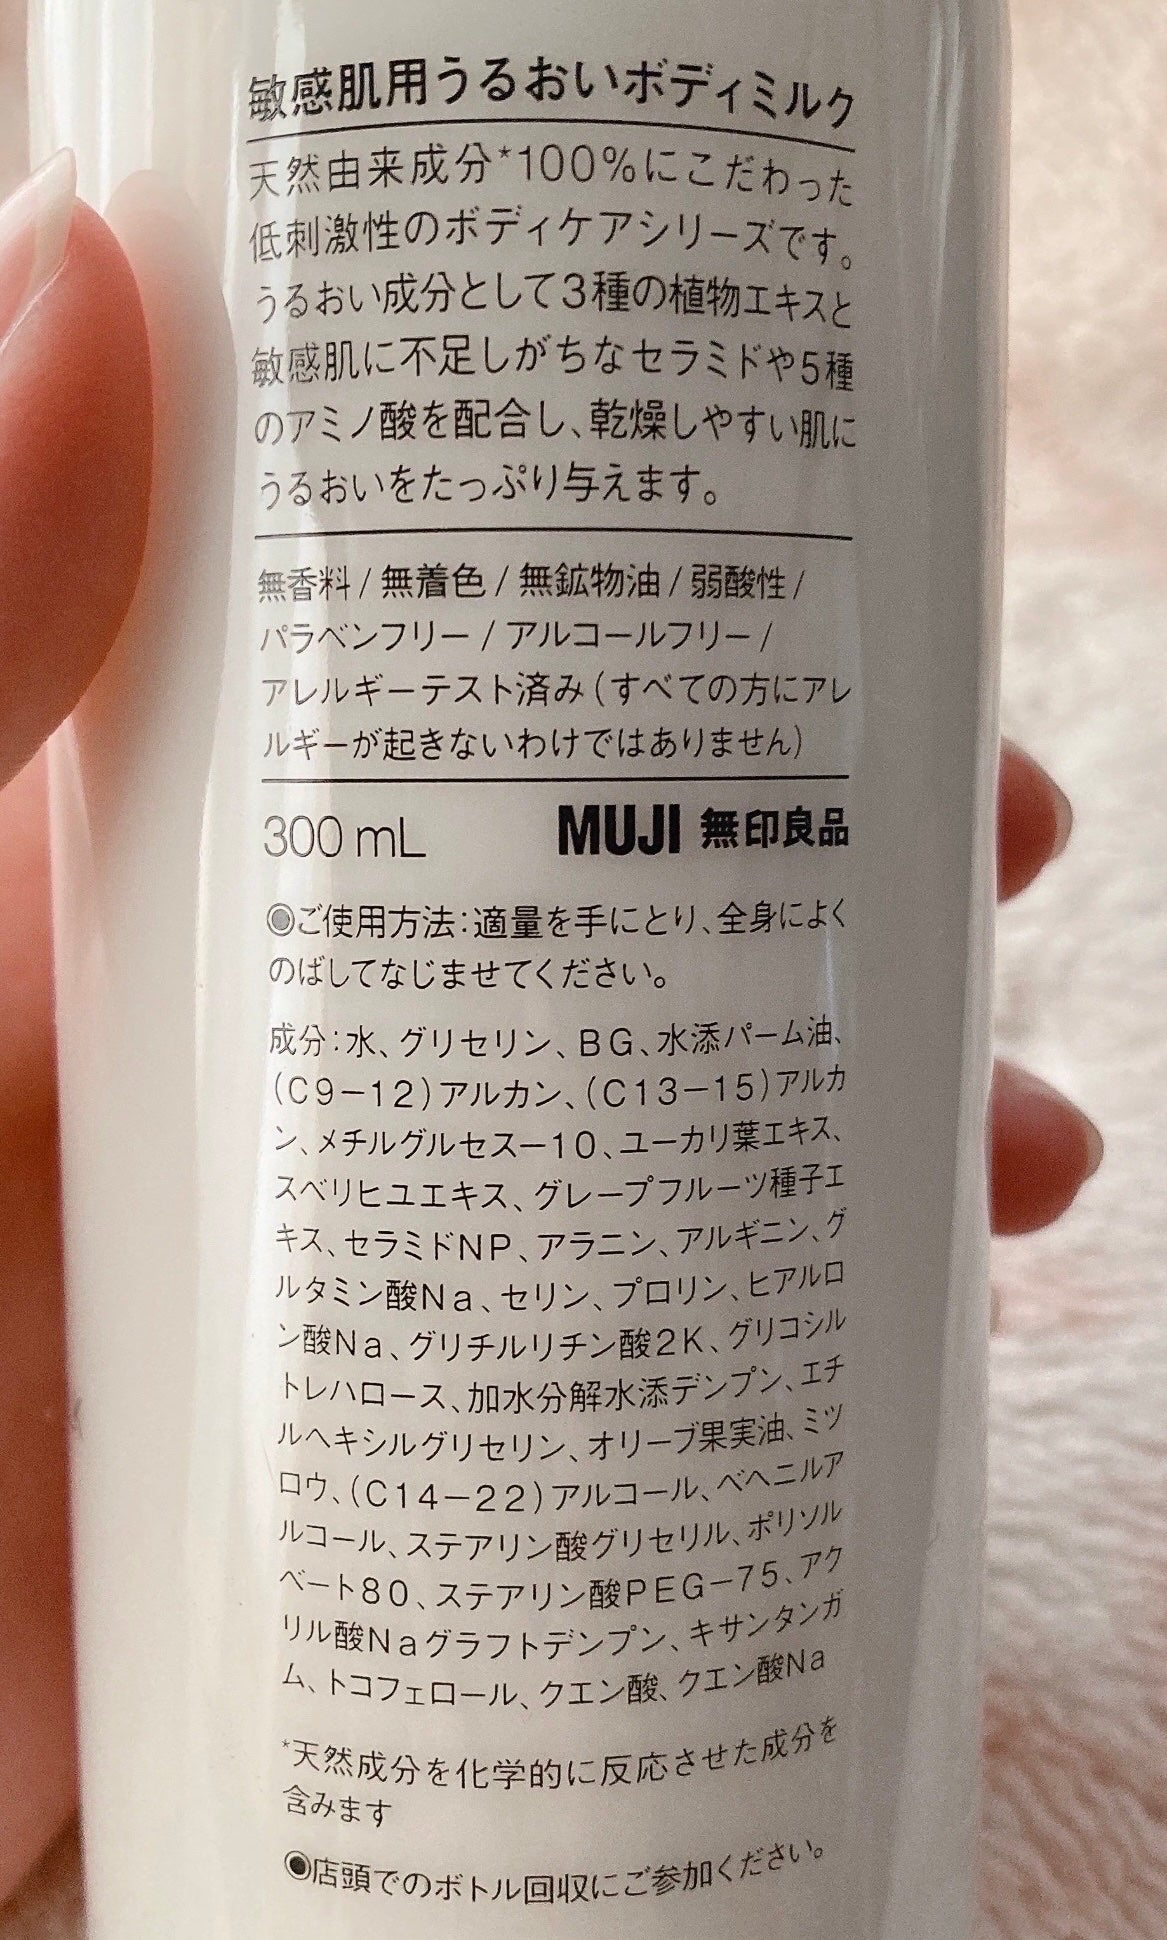 敏感肌用うるおいボディミルク
天然由来成分*100%にこだわった
低刺激性のボディケアシリーズです。
うるおい成分として3種の植物エキスと
敏感肌に不足しがちなセラミドや5種
のアミノ酸を配合し、乾燥しやすい肌に
うるおいをたっぷり与えます。
無香料/無着色/無鉱物油/弱酸性/
パラベンフリー/アルコールフリー/
アレルギーテスト済み(すべての方にアレ
ルギーが起きないわけではありません)
300mL MUJI 無印良品
◉ご使用方法:適量を手にとり、全身によく
のばしてなじませてください。
成分:水、グリセリン、BG、水添パーム油、
(C9-12)アルカン、(C13-15)アルカ
ン、メチルグルセス-10、ユーカリ葉エキス、
スベリヒユエキス、グレープフルーツ種子エ
キス、セラミドNP、アラニン、アルギニン、グ
ルタミン酸Na、セリン、プロリン、ヒアルロ
ン酸Na、グリチルリチン酸2K、グリコシル
トレハロース、加水分解水添デンプン、エチ
ルヘキシルグリセリン、オリーブ果実油、ミツ
ロウ、(C14-22)アルコール、ベヘニルア
ルコール、ステアリン酸グリセリル、ポリソル
ベート80、ステアリン酸PEG-75、アク
リル酸Naグラフトデンプン、キサンタンガ
ム、トコフェロール、クエン酸、クエン酸Na
*天然成分を化学的に反応させた成分を
含みます
◉店頭でのボトル回収にご参加ください。